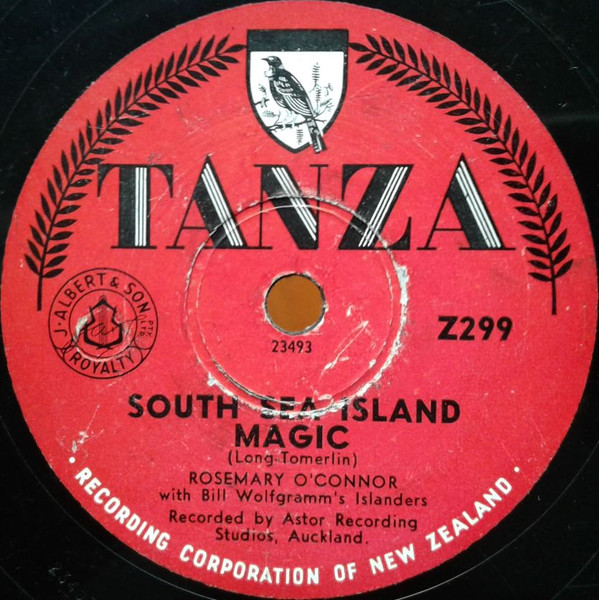 TANZA
J. ALBERT & SON PTY. LTD.
ROYALTY
23493
Z299
SOUTH SEA ISLAND
MAGIC
(Long-Tomerlin)
ROSEMARY O'CONNOR
with Bill Wolfgramm's Islanders
Recorded by Astor Recording
Studios, Auckland.
· RECORDING CORPORATION OF NEW ZEALAND ·